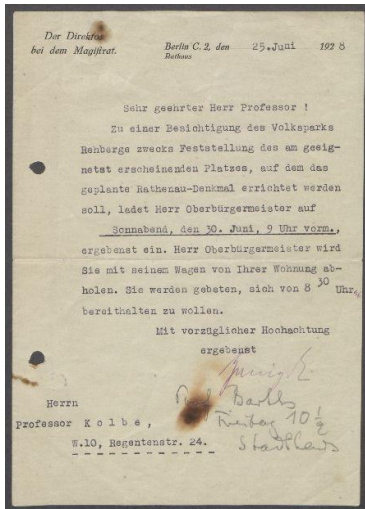 Der Direktor
bei dem Magistrat.
Berlin C. 2, den 25. Juni 1928
Rathaus
Sehr geehrter Herr Professor !
Zu einer Besichtigung des Volksparks
Rehberge zwecks Feststellung des am geeig-
netst erscheinenden Platzes, auf dem das
geplante Rathenau-Denkmal errichtet werden
soll, ladet Herr Oberbürgermeister auf
Sonnabend, den 30. Juni, 9 Uhr vorm.,
ergebenst ein. Herr Oberbürgermeister wird
Sie mit seinem Wagen von Ihrer Wohnung ab-
holen. Sie werden gebeten, sich von 8 30 Uhr
bereithalten zu wollen.
Mit vorzüglicher Hochachtung
ergebenst
Freitag 10 ½
Stadthaus
Herrn
Professor K o l b e ,
W.10, Regentenstr. 24.